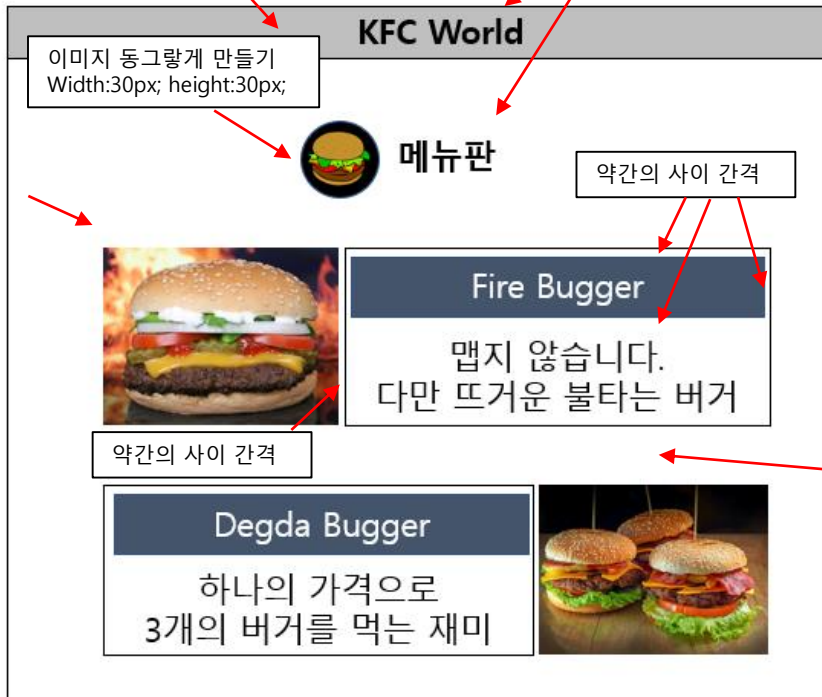 KFC World
이미지 동그랗게 만들기
Width:30px; height:30px;
메뉴판
약간의 사이 간격
Fire Bugger
맵지 않습니다.
다만 뜨거운 불타는 버거
약간의 사이 간격
Degda Bugger
하나의 가격으로
3개의 버거를 먹는 재미